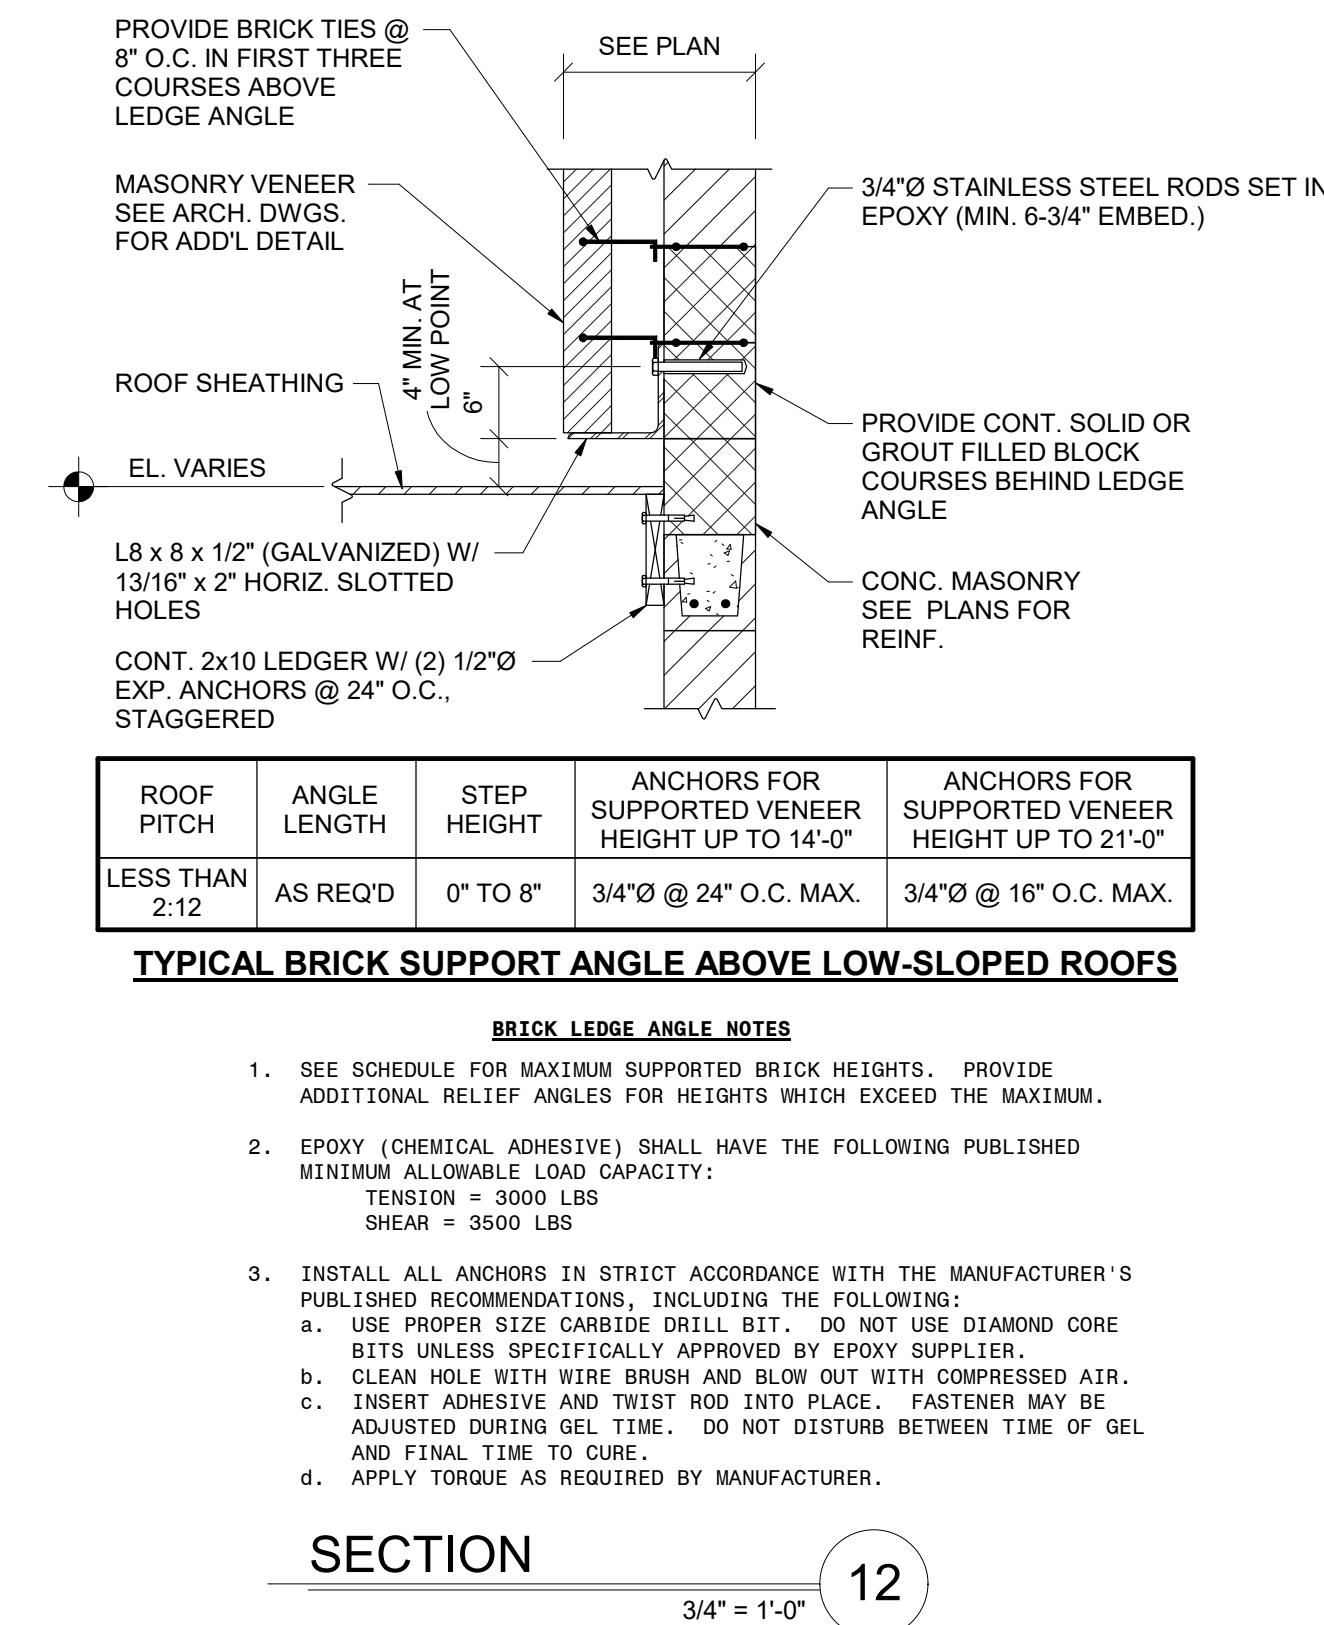 PROVIDE BRICK TIES @
8" O.C. IN FIRST THREE
COURSES ABOVE
LEDGE ANGLE
SEE PLAN
MASONRY VENEER
SEE ARCH. DWGS.
FOR ADD'L DETAIL
3/4"Ø STAINLESS STEEL RODS SET IN
EPOXY (MIN. 6-3/4" EMBED.)
4" MIN. AT
LOW POINT
6"
ROOF SHEATHING
EL. VARIES
PROVIDE CONT. SOLID OR
GROUT FILLED BLOCK
COURSES BEHIND LEDGE
ANGLE
L8 x 8 x 1/2" (GALVANIZED) W/
13/16" x 2" HORIZ. SLOTTED
HOLES
CONC. MASONRY
SEE PLANS FOR
REINF.
CONT. 2x10 LEDGER W/ (2) 1/2"Ø
EXP. ANCHORS @ 24" O.C.,
STAGGERED
ROOF
PITCH
ANGLE
LENGTH
STEP
HEIGHT
ANCHORS FOR
SUPPORTED VENEER
HEIGHT UP TO 14'-0"
ANCHORS FOR
SUPPORTED VENEER
HEIGHT UP TO 21'-0"
LESS THAN
2:12
AS REQ'D
0" TO 8"
3/4"Ø @ 24" O.C. MAX.
3/4"Ø @ 16" O.C. MAX.
TYPICAL BRICK SUPPORT ANGLE ABOVE LOW-SLOPED ROOFS
BRICK LEDGE ANGLE NOTES
1. SEE SCHEDULE FOR MAXIMUM SUPPORTED BRICK HEIGHTS. PROVIDE
ADDITIONAL RELIEF ANGLES FOR HEIGHTS WHICH EXCEED THE MAXIMUM.
2. EPOXY (CHEMICAL ADHESIVE) SHALL HAVE THE FOLLOWING PUBLISHED
MINIMUM ALLOWABLE LOAD CAPACITY:
TENSION = 3000 LBS
SHEAR = 3500 LBS
3. INSTALL ALL ANCHORS IN STRICT ACCORDANCE WITH THE MANUFACTURER'S
PUBLISHED RECOMMENDATIONS, INCLUDING THE FOLLOWING:
a. USE PROPER SIZE CARBIDE DRILL BIT. DO NOT USE DIAMOND CORE
BITS UNLESS SPECIFICALLY APPROVED BY EPOXY SUPPLIER.
b. CLEAN HOLE WITH WIRE BRUSH AND BLOW OUT WITH COMPRESSED AIR.
c. INSERT ADHESIVE AND TWIST ROD INTO PLACE. FASTENER MAY BE
ADJUSTED DURING GEL TIME. DO NOT DISTURB BETWEEN TIME OF GEL
AND FINAL TIME TO CURE.
d. APPLY TORQUE AS REQUIRED BY MANUFACTURER.
SECTION
12
3/4" = 1'-0"